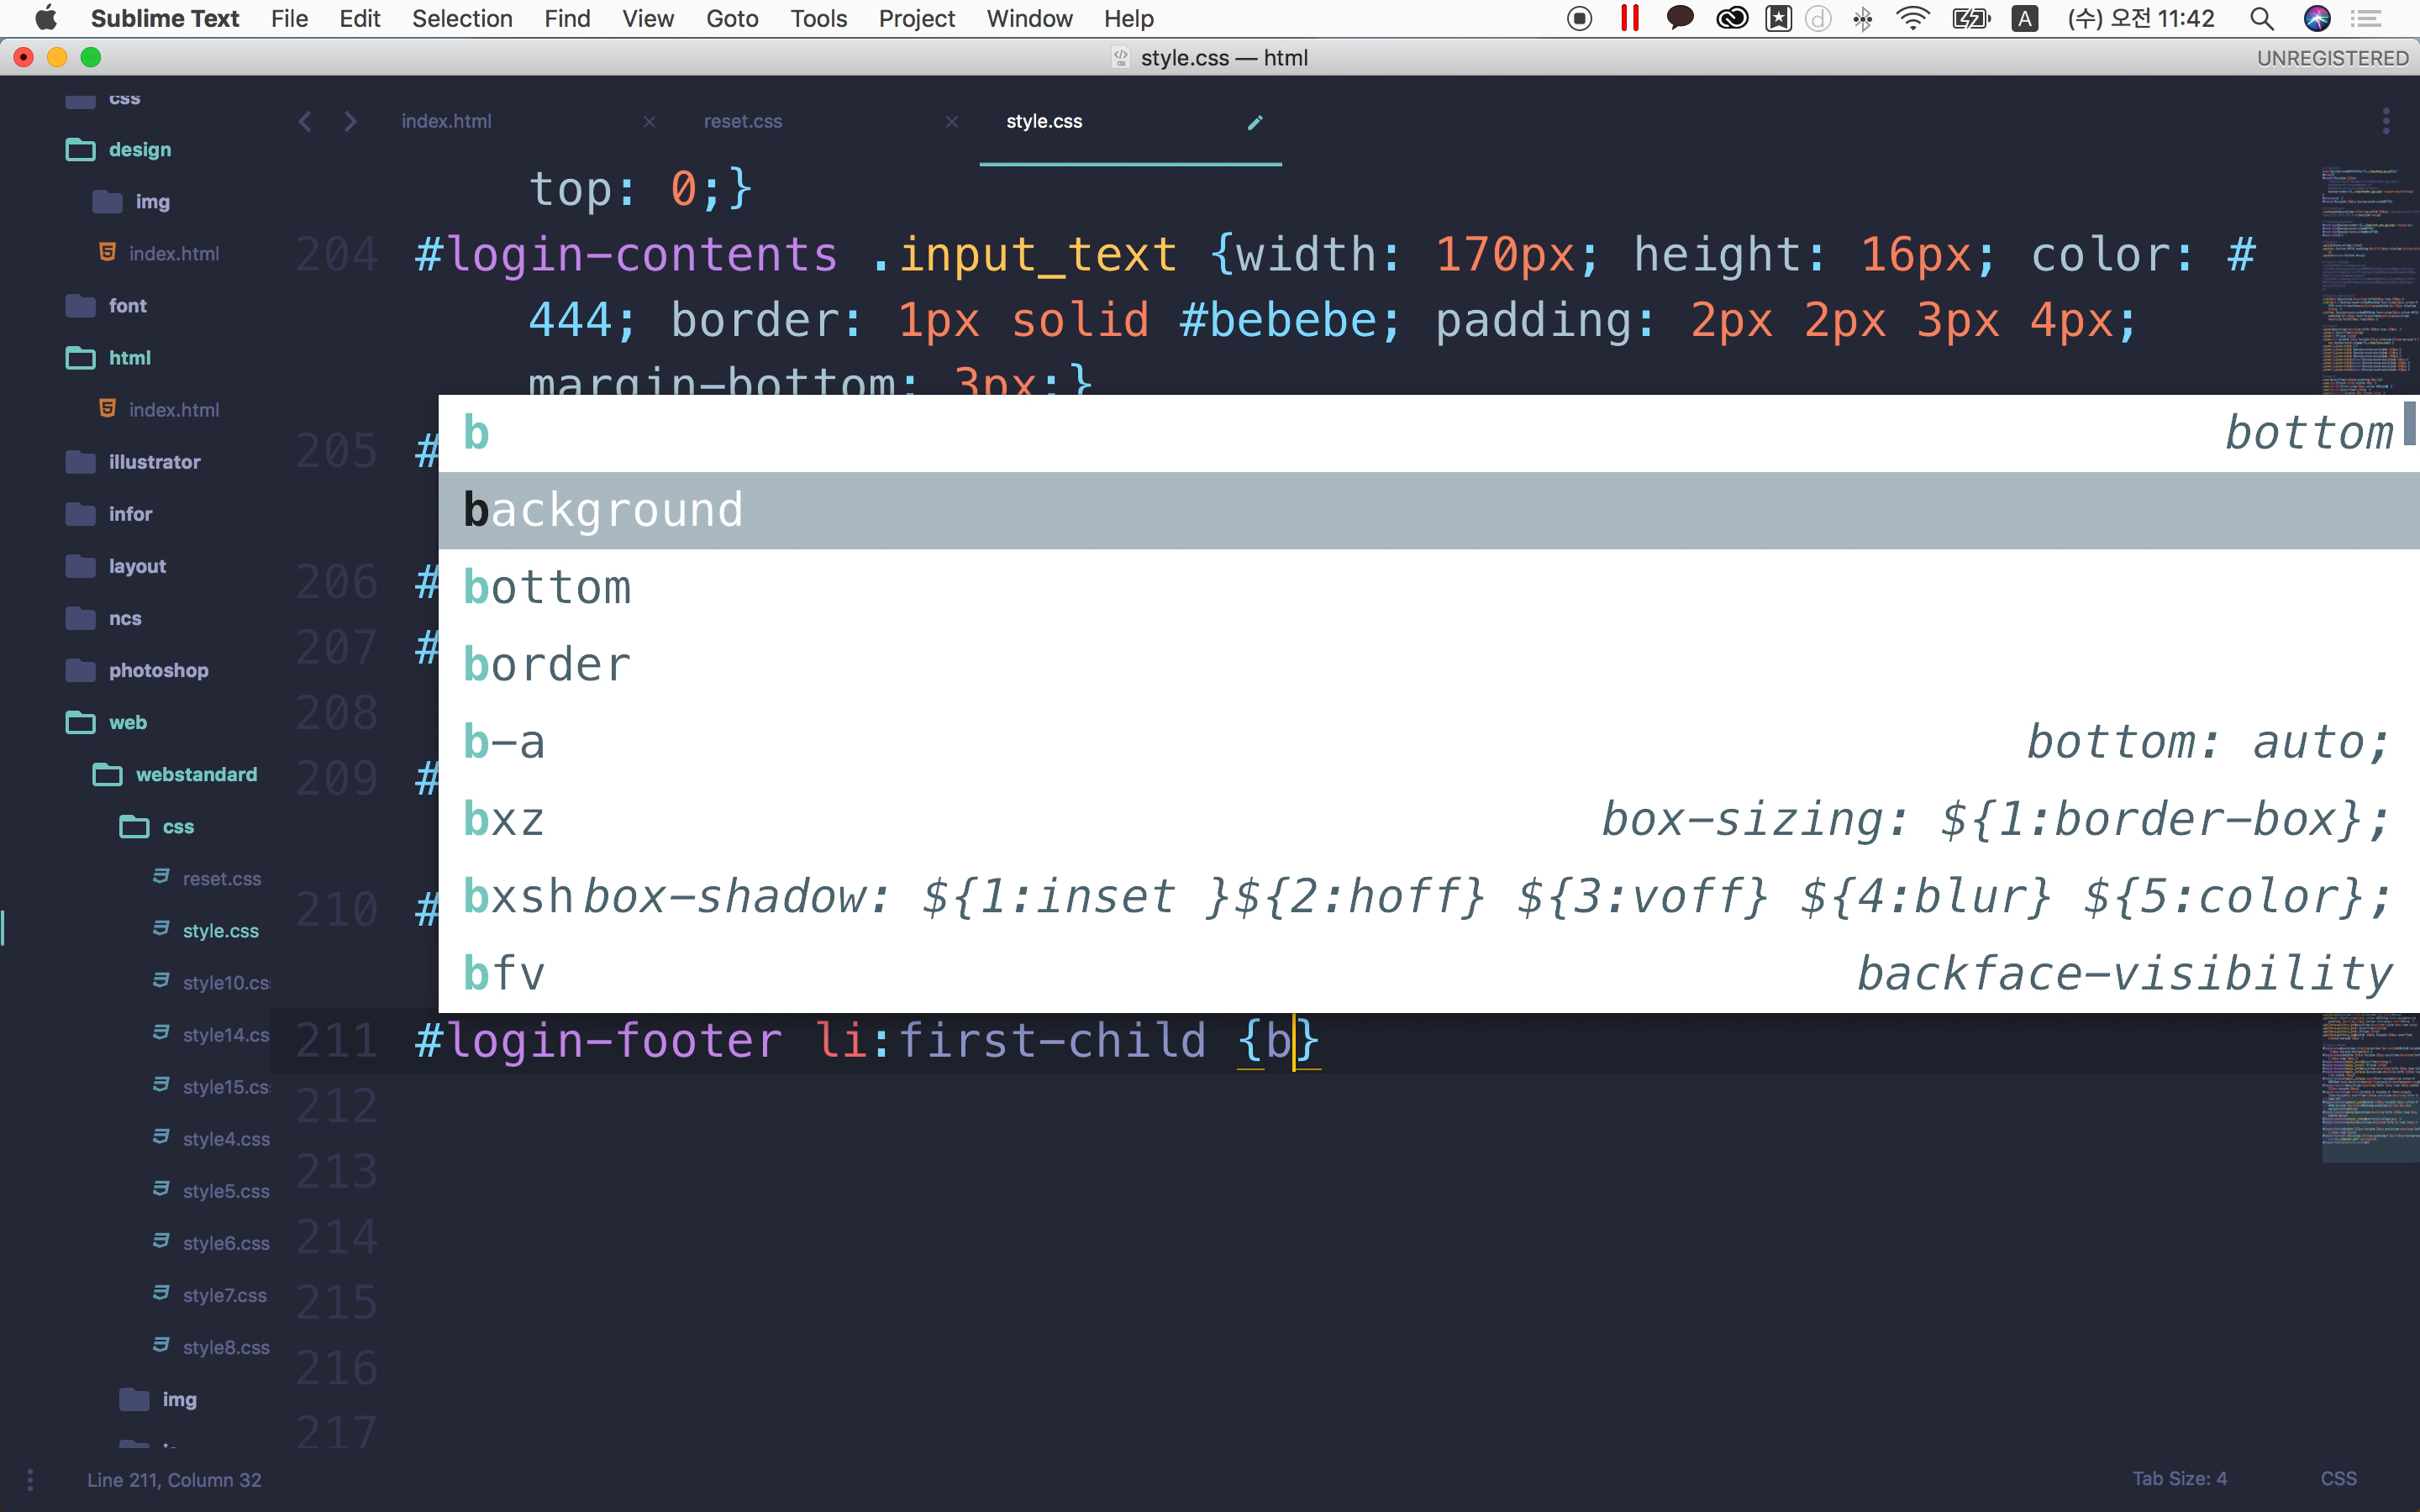 Sublime Text File Edit Selection Find View Goto Tools Project Window Help A (수) 오전 11:42
style.css — html UNREGISTERED
css
design
img
index.html
font
html
index.html
illustrator
infor
layout
ncs
photoshop
web
webstandard
css
reset.css
style.css
style10.cs
style14.cs
style15.cs
style4.css
style5.css
style6.css
style7.css
style8.css
img
index.html reset.css style.css
top: 0;}
204 #login-contents .input_text {width: 170px; height: 16px; color: #
444; border: 1px solid #bebebe; padding: 2px 2px 3px 4px;
margin-bottom: 3px;}
205 #
206 #
207 #
208
209 #
210 #
b bottom
background
bottom
border
b-a bottom: auto;
bxz box-sizing: ${1:border-box};
bxsh box-shadow: ${1:inset }${2:hoff} ${3:voff} ${4:blur} ${5:color};
bfv backface-visibility
211 #login-footer li:first-child {b}
212
213
214
215
216
217
Line 211, Column 32 Tab Size: 4 CSS